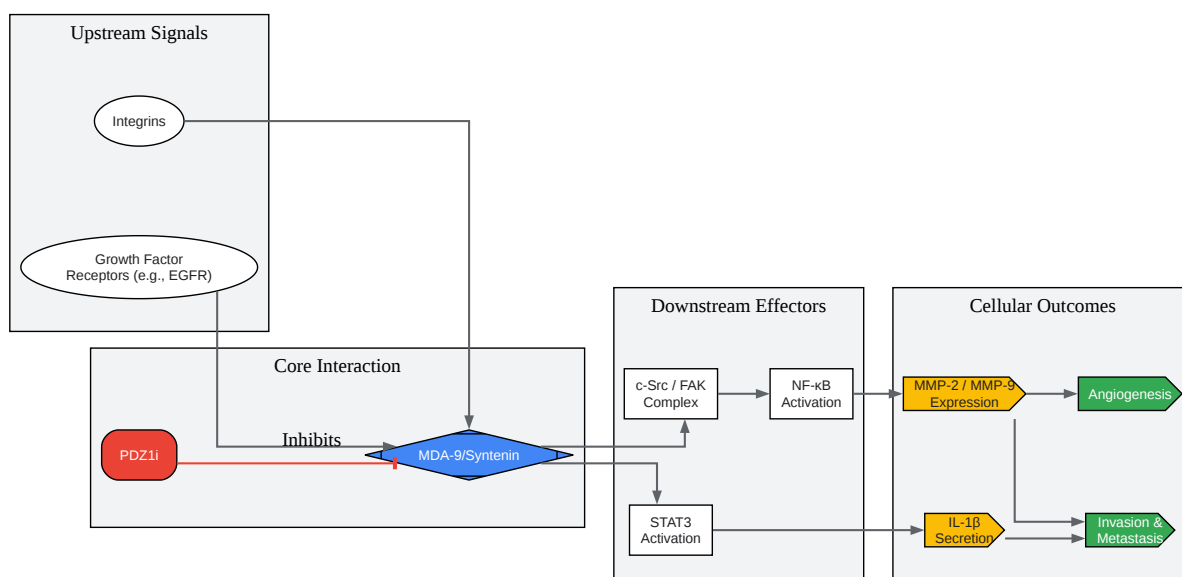 Upstream Signals
Integrins
Growth Factor
Receptors (e.g., EGFR)
Core Interaction
Inhibits
PDZ1i
MDA-9/Syntenin
Downstream Effectors
c-Src / FAK
Complex
NF-κB
Activation
STAT3
Activation
Cellular Outcomes
MMP-2 / MMP-9
Expression
Angiogenesis
IL-1β
Secretion
Invasion &
Metastasis